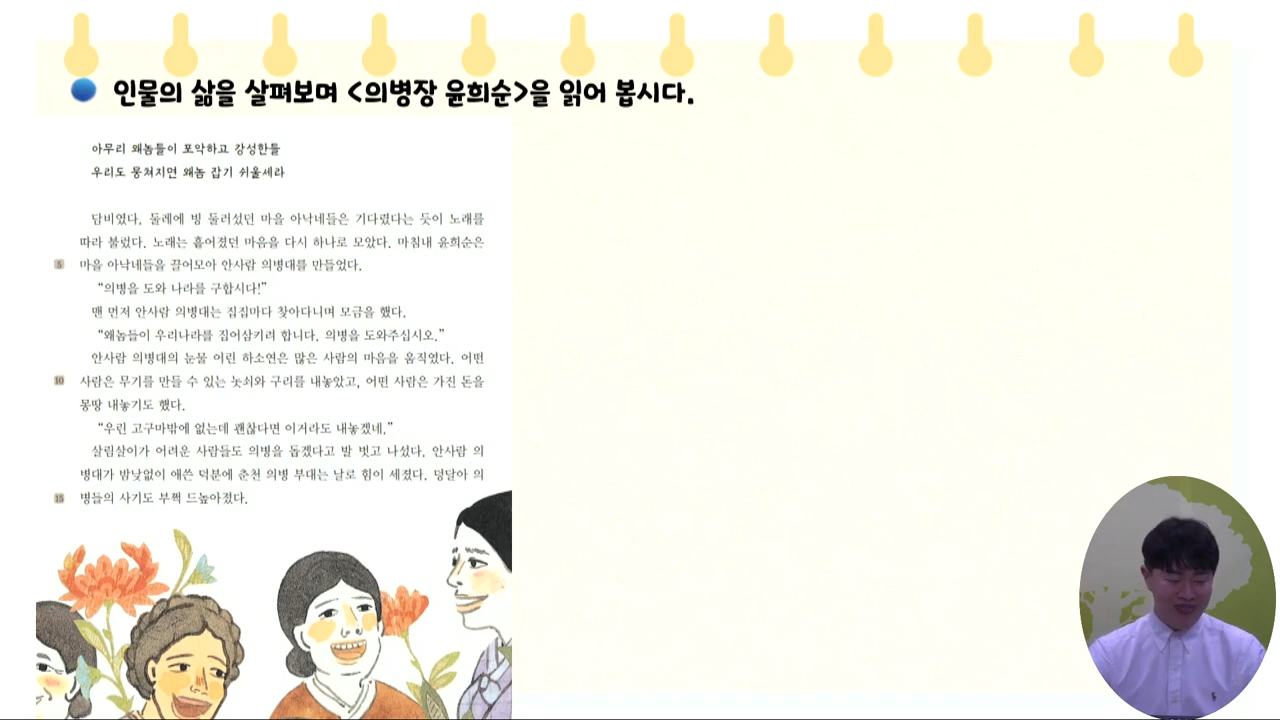 인물의 삶을 살펴보며 <의병장 윤희순>을 읽어 봅시다.
아무리 왜놈들이 포악하고 강성한들
우리도 뭉쳐지면 왜놈 잡기 쉬울세라
담비였다. 둘레에 빙 둘러섰던 마을 아낙네들은 기다렸다는 듯이 노래를
따라 불렀다. 노래는 흩어졌던 마음을 다시 하나로 모았다. 마침내 윤희순은
5 마을 아낙네들을 끌어모아 안사람 의병대를 만들었다.
“의병을 도와 나라를 구합시다!”
맨 먼저 안사람 의병대는 집집마다 찾아다니며 모금을 했다.
“왜놈들이 우리나라를 집어삼키려 합니다. 의병을 도와주십시오.”
안사람 의병대의 눈물 어린 하소연은 많은 사람의 마음을 움직였다. 어떤
10 사람은 무기를 만들 수 있는 놋쇠와 구리를 내놓았고, 어떤 사람은 가진 돈을
몽땅 내놓기도 했다.
“우린 고구마밖에 없는데 괜찮다면 이거라도 내놓겠네.”
살림살이가 어려운 사람들도 의병을 돕겠다고 발 벗고 나섰다. 안사람 의
병대가 밤낮없이 애쓴 덕분에 춘천 의병 부대는 날로 힘이 세졌다. 덩달아 의
15 병들의 사기도 부쩍 드높아졌다.